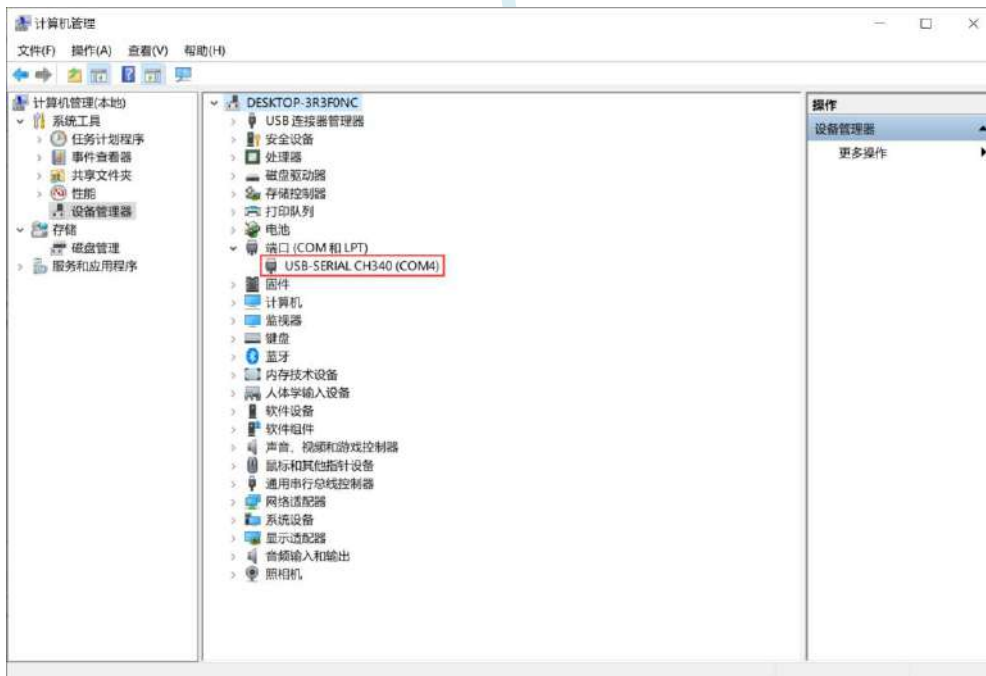 计算机管理
文件(F) 操作(A) 查看(V) 帮助(H)
计算机管理(本地)
系统工具
任务计划程序
事件查看器
共享文件夹
性能
设备管理器
存储
磁盘管理
服务和应用程序
DESKTOP-3R3F0NC
USB 连接器管理器
安全设备
处理器
磁盘驱动器
存储控制器
打印队列
电池
端口 (COM 和 LPT)
USB-SERIAL CH340 (COM4)
固件
计算机
监视器
键盘
蓝牙
内存技术设备
人体学输入设备
软件设备
软件组件
声音、视频和游戏控制器
鼠标和其他指针设备
通用串行总线控制器
网络适配器
系统设备
显示适配器
音频输入和输出
照相机
操作
设备管理器
更多操作